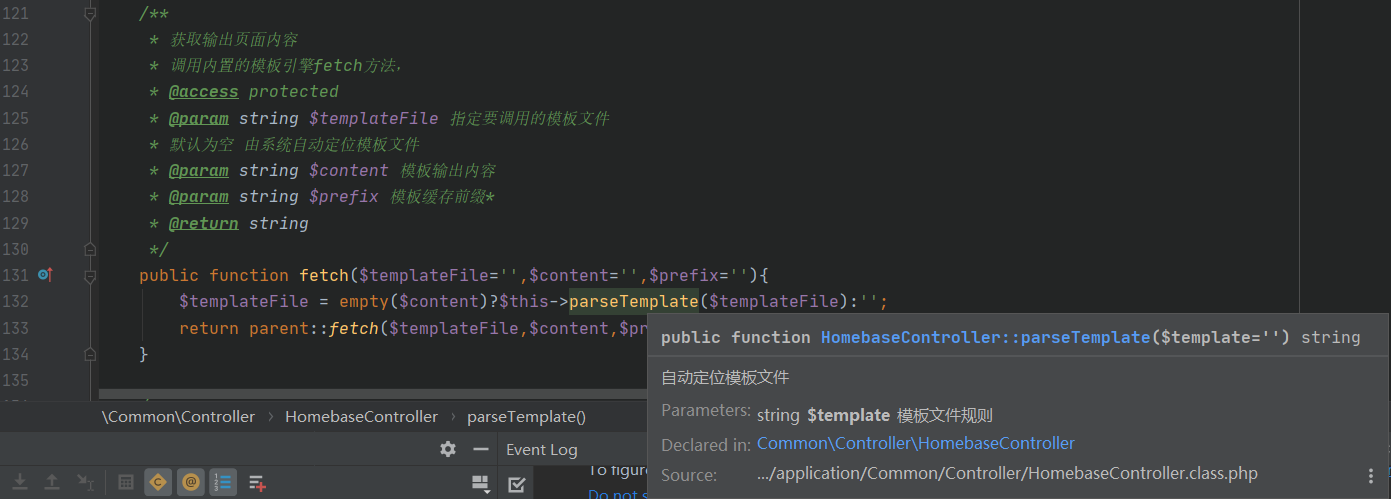 121 /**
122 * 获取输出页面内容
123 * 调用内置的模板引擎fetch方法，
124 * @access protected
125 * @param string $templateFile 指定要调用的模板文件
126 * 默认为空 由系统自动定位模板文件
127 * @param string $content 模板输出内容
128 * @param string $prefix 模板缓存前缀*
129 * @return string
130 */
131 public function fetch($templateFile='',$content='',$prefix=''){
132 $templateFile = empty($content)?$this->parseTemplate($templateFile):'';
133 return parent::fetch($templateFile,$content,$pr
134 }
135
public function HomebaseController::parseTemplate($template='') string
自动定位模板文件
Parameters: string $template 模板文件规则
Declared in: Common\Controller\HomebaseController
Source: .../application/Common/Controller/HomebaseController.class.php
\Common\Controller > HomebaseController > parseTemplate()
Event Log
To figure
Do not s